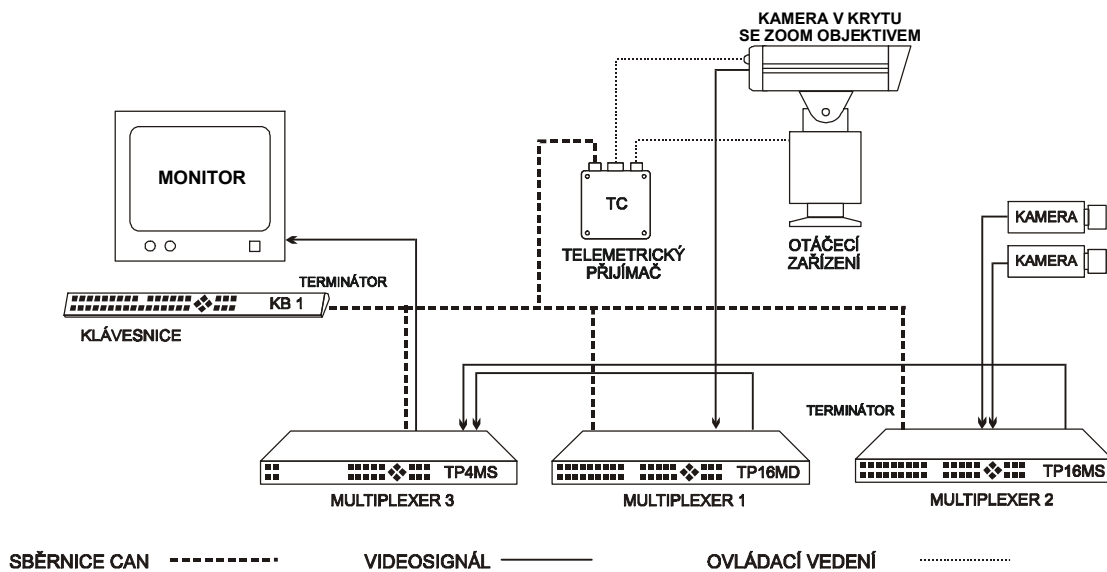 KAMERA V KRYTU
SE ZOOM OBJEKTIVEM
MONITOR
TC
TELEMETRICKÝ
PŘIJÍMAČ
OTÁČECÍ
ZAŘÍZENÍ
KAMERA
KAMERA
TERMINÁTOR
KB 1
KLÁVESNICE
TERMINÁTOR
TP4MS
TP16MD
TP16MS
MULTIPLEXER 3
MULTIPLEXER 1
MULTIPLEXER 2
SBĚRNICE CAN
VIDEOSIGNÁL
OVLÁDACÍ VEDENÍ